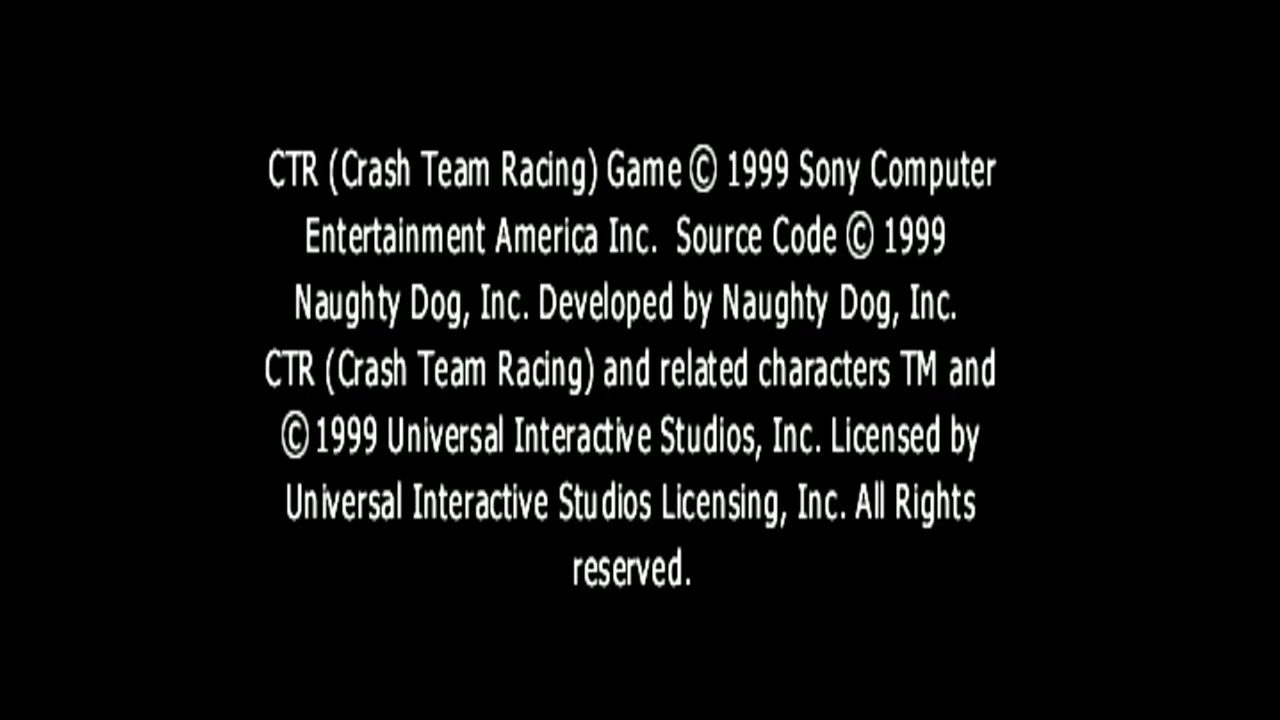 CTR (Crash Team Racing) Game © 1999 Sony Computer
Entertainment America Inc.  Source Code © 1999
Naughty Dog, Inc. Developed by Naughty Dog, Inc.
CTR (Crash Team Racing) and related characters TM and
© 1999 Universal Interactive Studios, Inc. Licensed by
Universal Interactive Studios Licensing, Inc. All Rights
reserved.